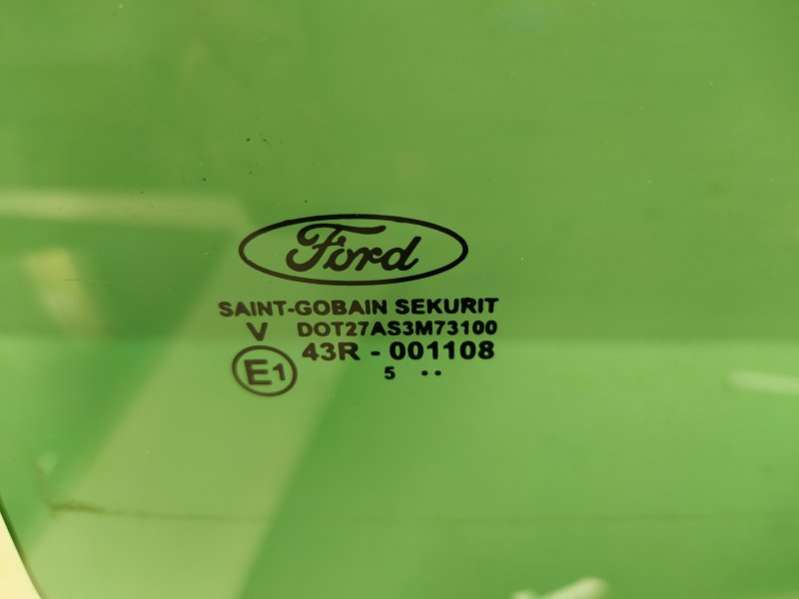 Ford
SAINT-GOBAIN SEKURIT
V DOT27AS3M73100
E1 43R - 001108
5 ..